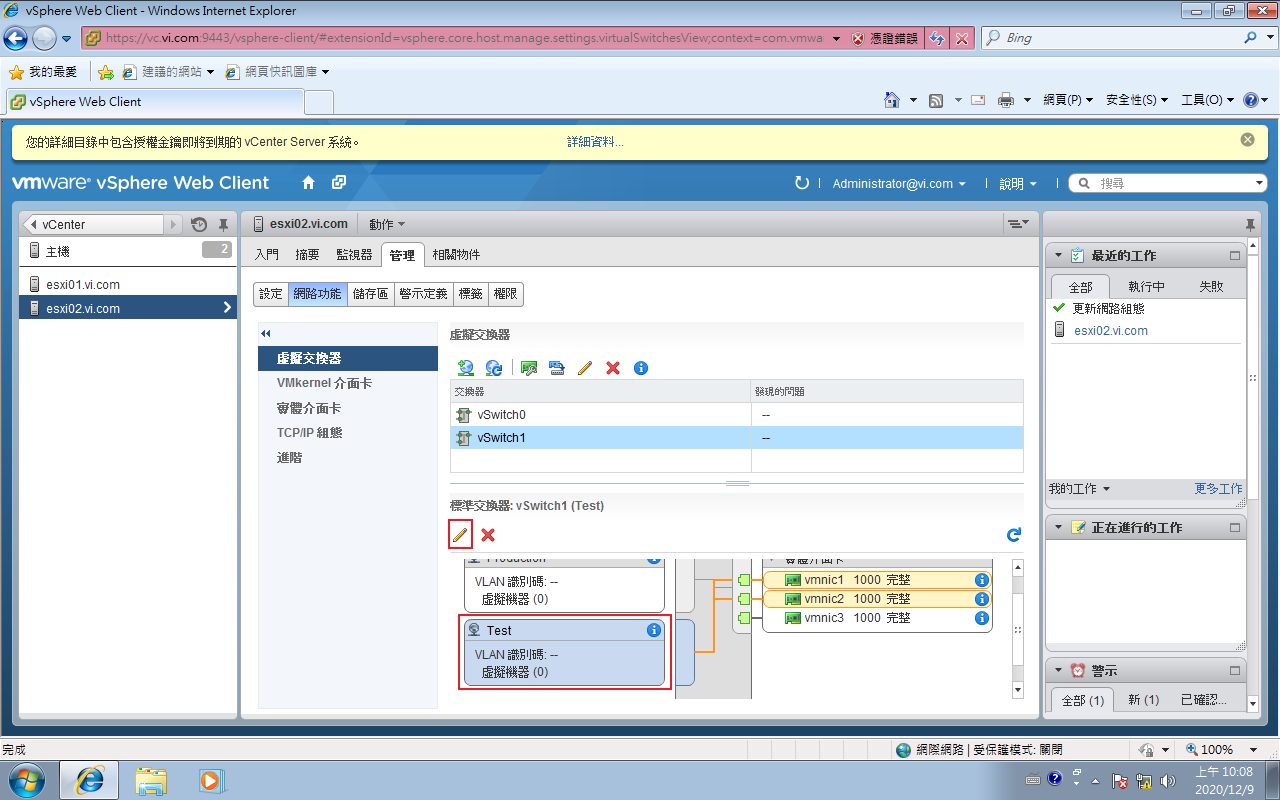 vSphere Web Client - Windows Internet Explorer
https://vc.vi.com:9443/vsphere-client/#extensionId=vsphere.core.host.manage.settings.virtualSwitchesView;context=com.vmwa
憑證錯誤
Bing
我的最愛
建議的網站
網頁快訊圖庫
vSphere Web Client
網頁(P)
安全性(S)
工具(O)
您的詳細目錄中包含授權金鑰即將到期的 vCenter Server 系統。
詳細資料...
vmware® vSphere Web Client
Administrator@vi.com
說明
搜尋
vCenter
主機
2
esxi01.vi.com
esxi02.vi.com
esxi02.vi.com
動作
入門
摘要
監視器
管理
相關物件
設定
網路功能
儲存區
警示定義
標籤
權限
虛擬交換器
VMkernel 介面卡
實體介面卡
TCP/IP 組態
進階
虛擬交換器
交換器
發現的問題
vSwitch0
--
vSwitch1
--
標準交換器: vSwitch1 (Test)
Production
VLAN 識別碼: --
虛擬機器 (0)
Test
VLAN 識別碼: --
虛擬機器 (0)
實體介面卡
vmnic1 1000 完整
vmnic2 1000 完整
vmnic3 1000 完整
最近的工作
全部
執行中
失敗
更新網路組態
esxi02.vi.com
我的工作
更多工作
正在進行的工作
警示
全部 (1)
新 (1)
已確認...
完成
網際網路 | 受保護模式: 關閉
100%
上午 10:08
2020/12/9